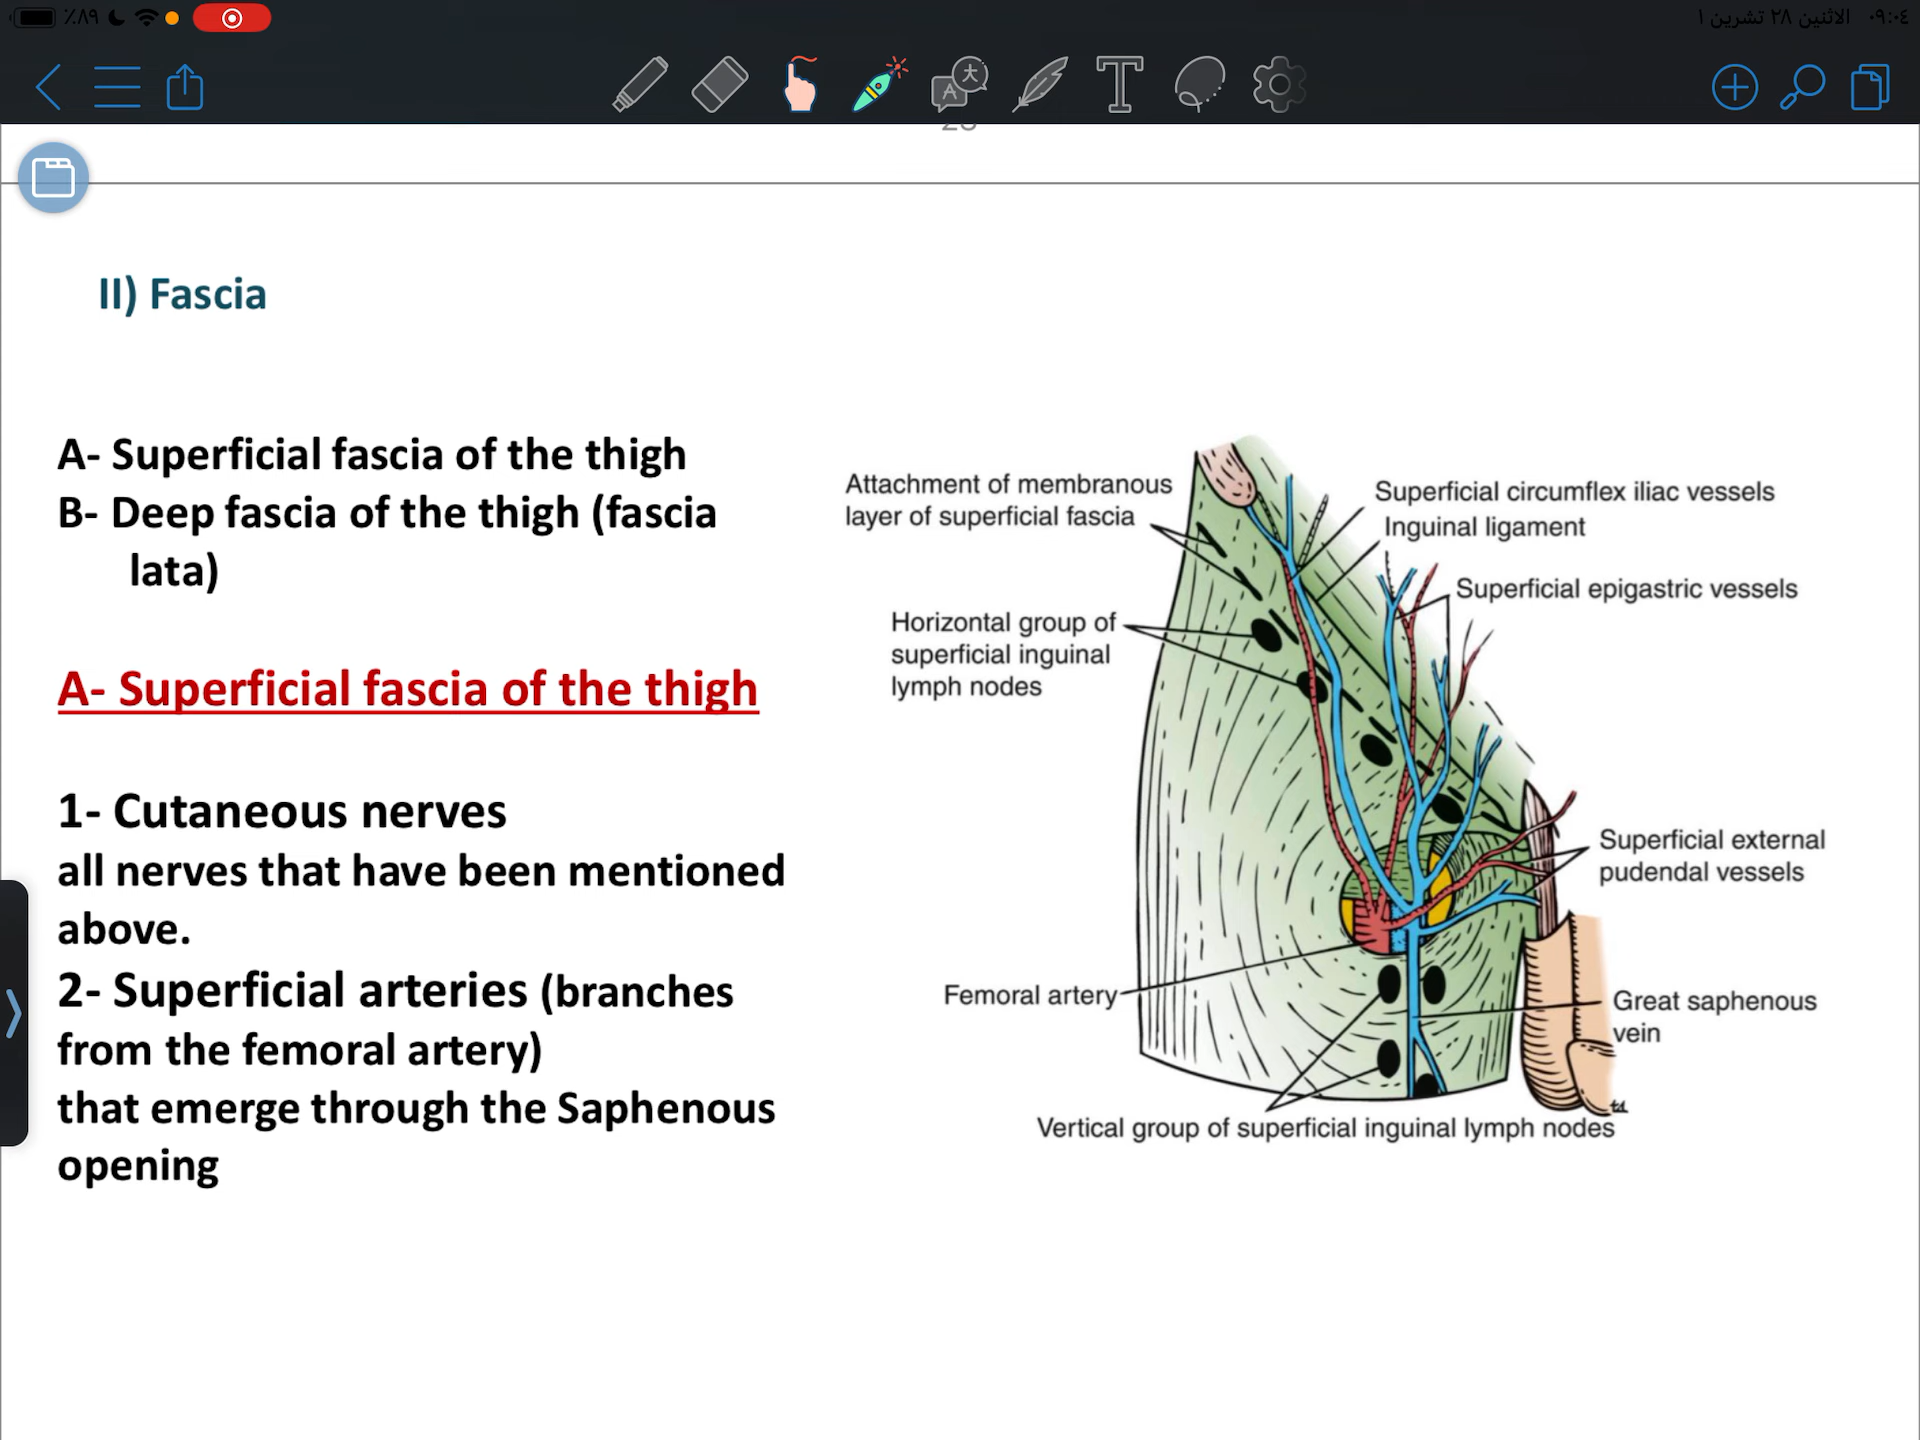 ٪٨٩
٠٩:٠٤ الاثنين ٢٨ تشرين ١
II) Fascia
A- Superficial fascia of the thigh
B- Deep fascia of the thigh (fascia
lata)
A- Superficial fascia of the thigh
1- Cutaneous nerves
all nerves that have been mentioned
above.
2- Superficial arteries (branches
from the femoral artery)
that emerge through the Saphenous
opening
Attachment of membranous
layer of superficial fascia
Superficial circumflex iliac vessels
Inguinal ligament
Superficial epigastric vessels
Horizontal group of
superficial inguinal
lymph nodes
Superficial external
pudendal vessels
Femoral artery
Great saphenous
vein
Vertical group of superficial inguinal lymph nodes